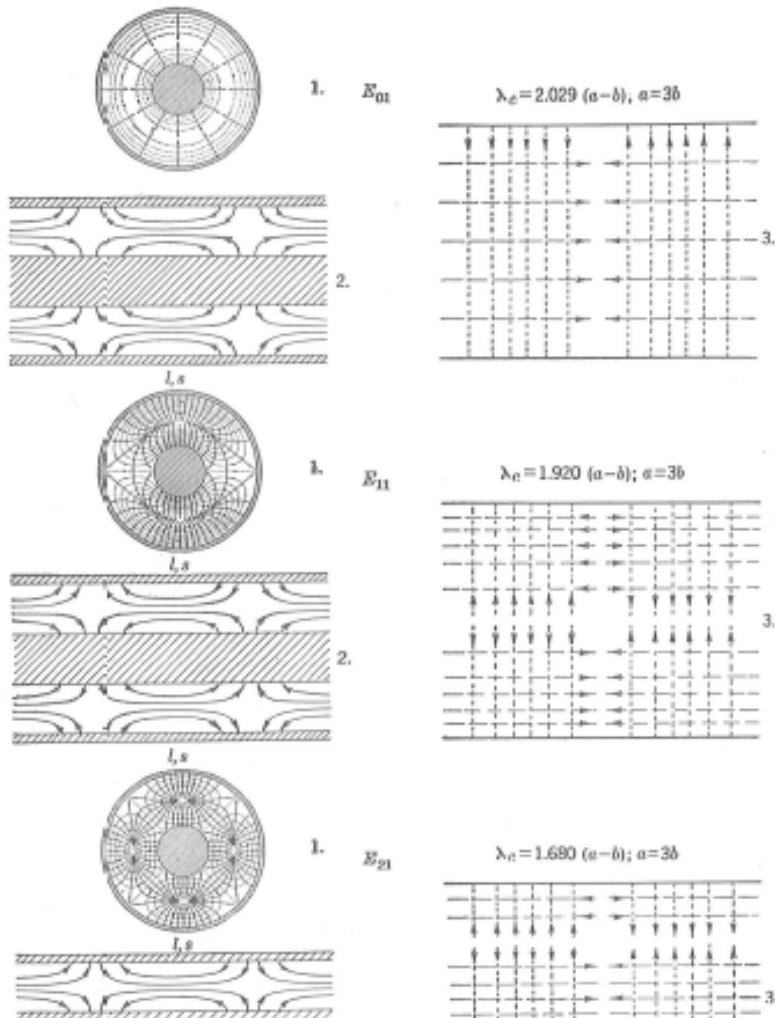 1. E₀₁ λc=2.029 (a−b); a=3b
3.
2.
l, s
1. E₁₁ λc=1.920 (a−b); a=3b
l, s
3.
2.
l, s
1. E₂₁ λc=1.680 (a−b); a=3b
l, s
3.